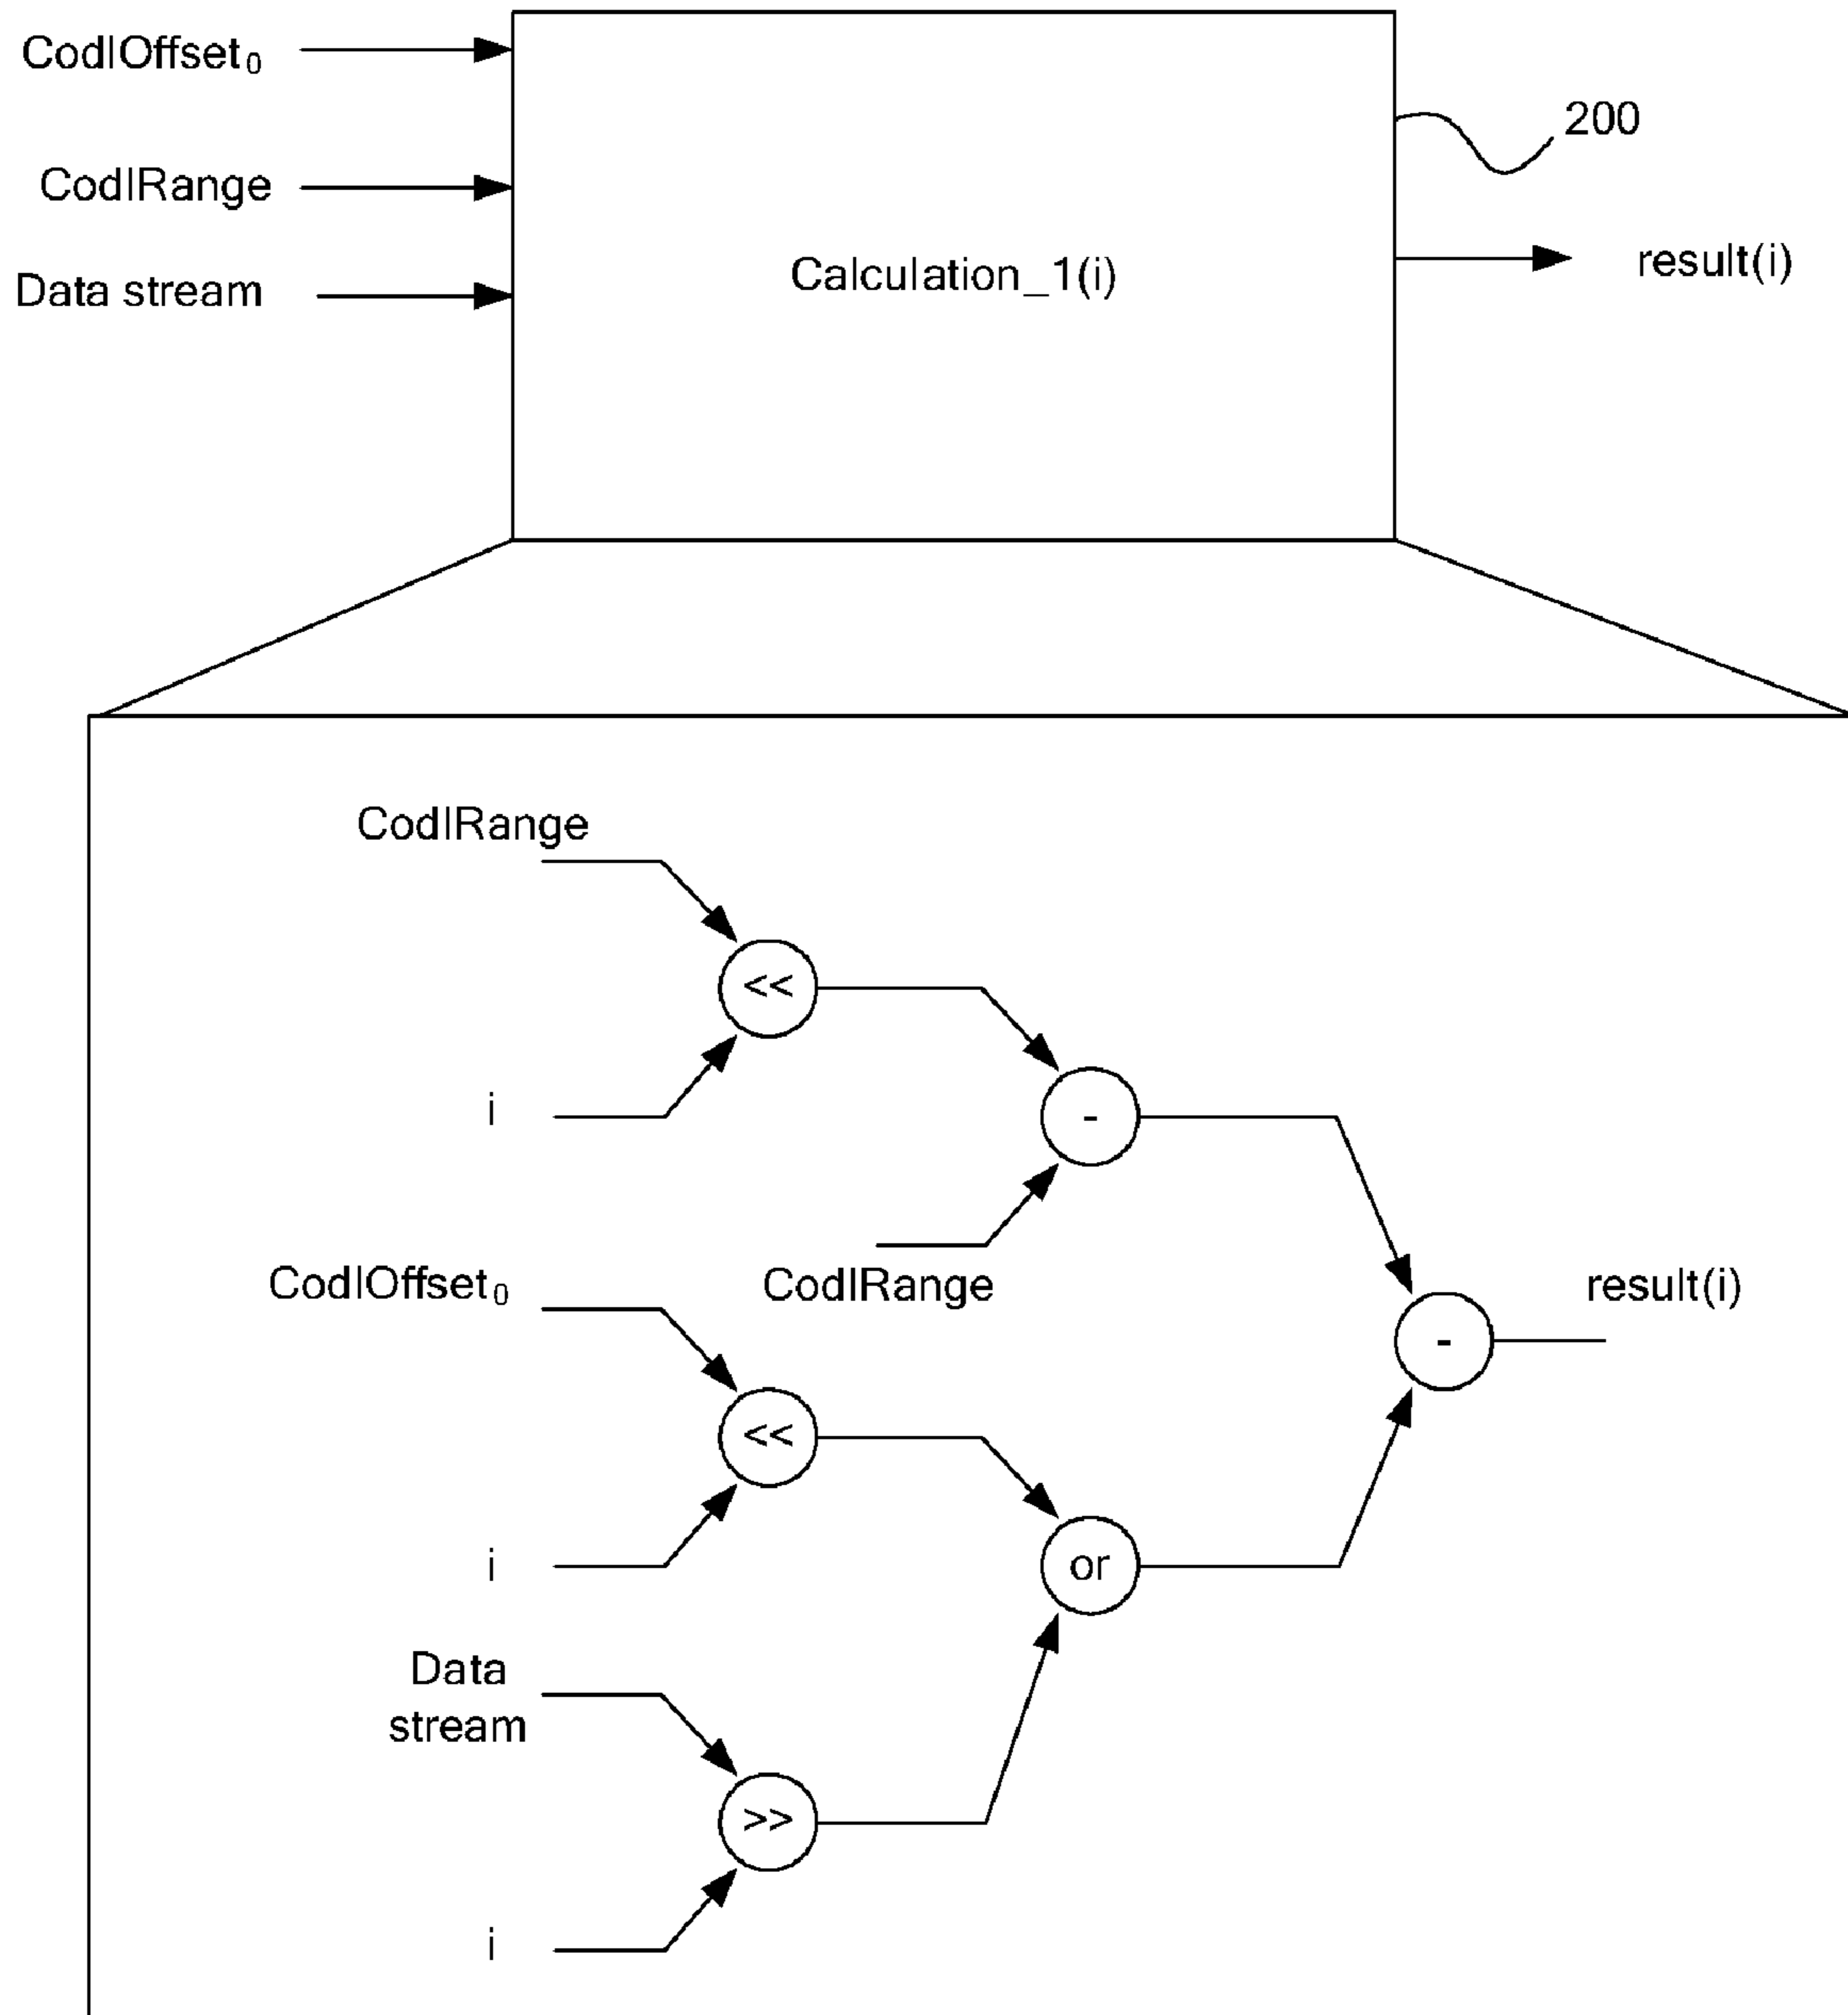 CodIOffset₀
200
CodIRange
Calculation_1(i)
result(i)
Data stream
CodIRange
<<
i
-
CodIRange
CodIOffset₀
result(i)
-
<<
i
or
Data
stream
>>
i